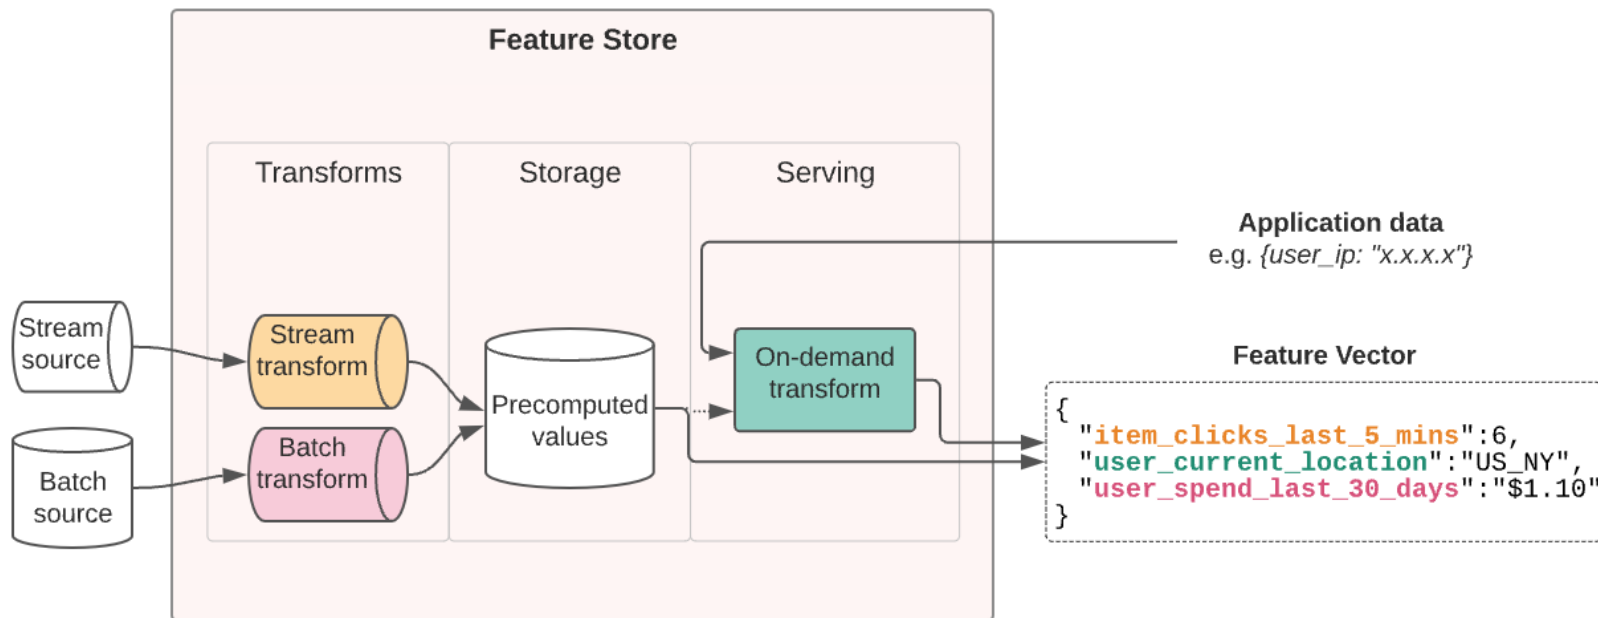 Feature Store
Transforms
Storage
Serving
Application data
e.g. {user_ip: "x.x.x.x"}
Stream
source
Stream
transform
On-demand
transform
Feature Vector
Precomputed
values
Batch
source
Batch
transform
{
"item_clicks_last_5_mins":6,
"user_current_location":"US_NY",
"user_spend_last_30_days":"$1.10"
}